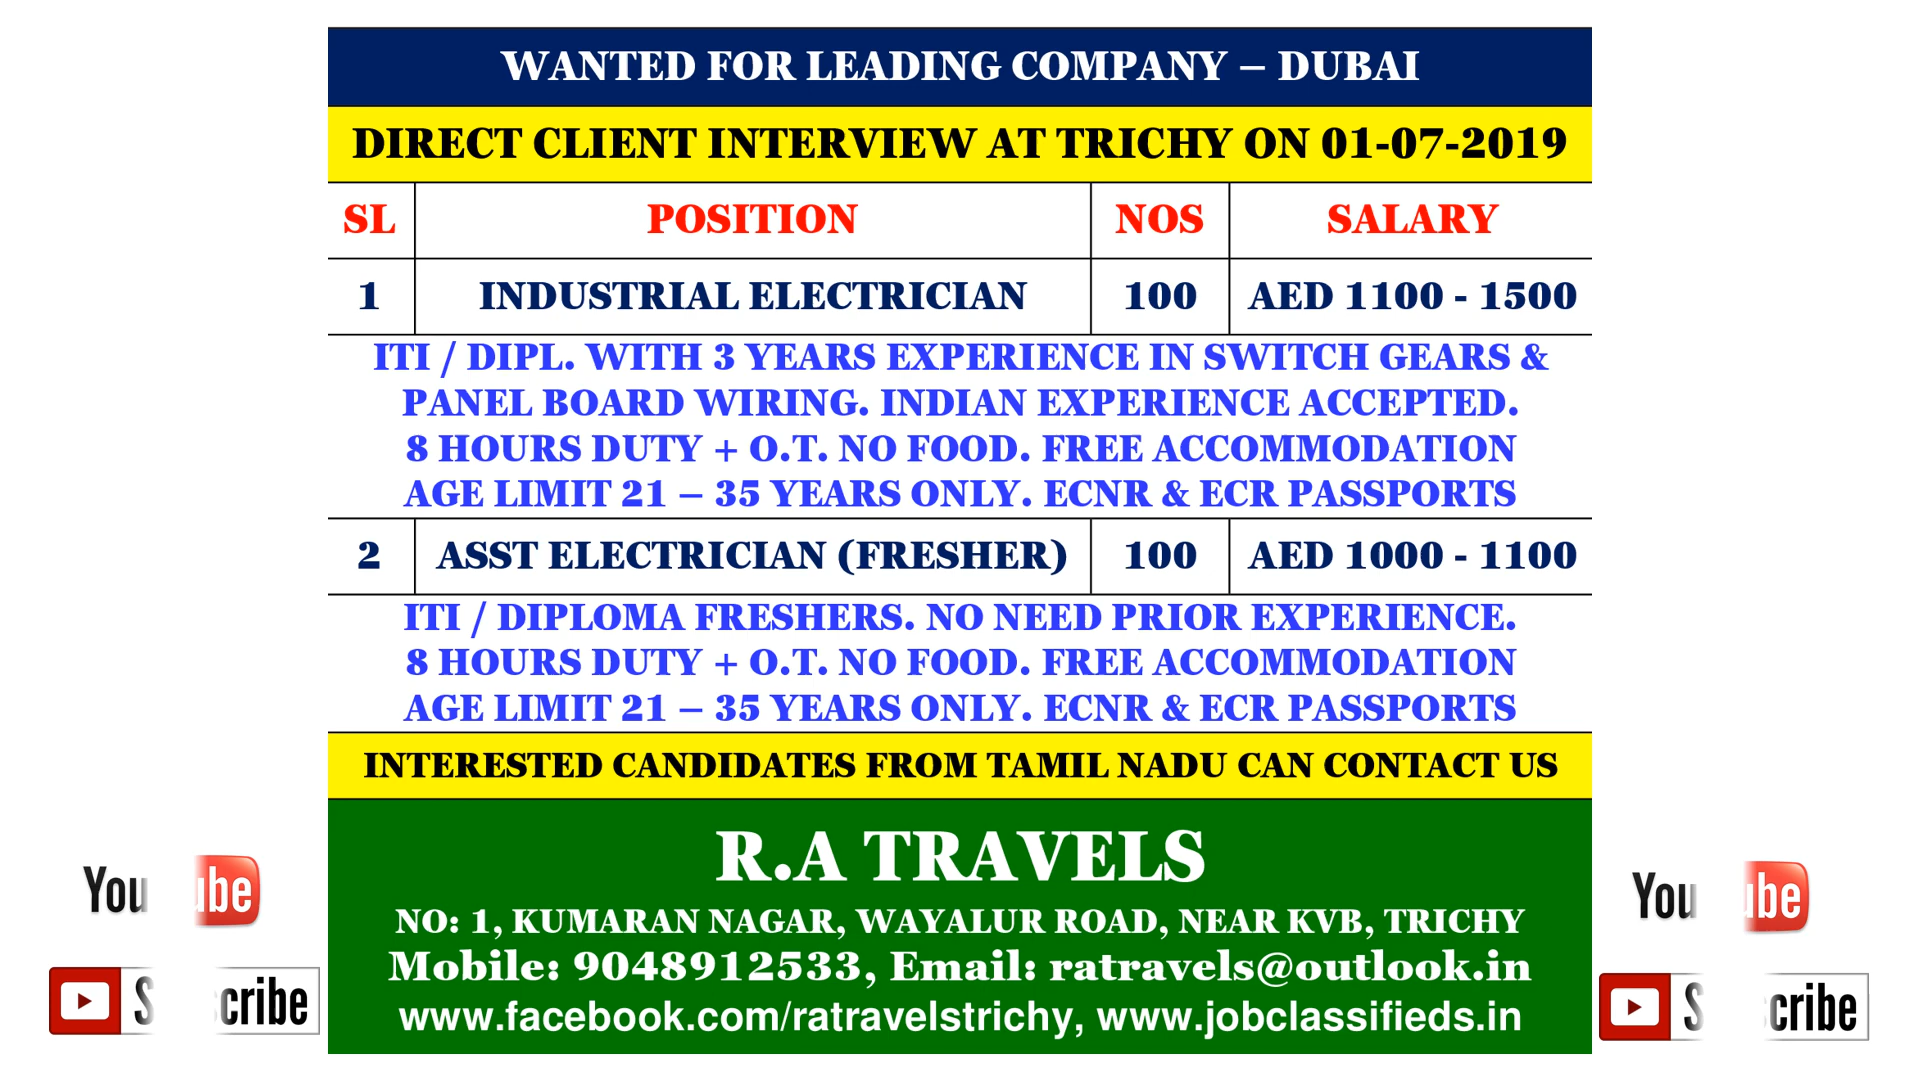 WANTED FOR LEADING COMPANY – DUBAI
DIRECT CLIENT INTERVIEW AT TRICHY ON 01-07-2019
SL POSITION NOS SALARY
1 INDUSTRIAL ELECTRICIAN 100 AED 1100 - 1500
ITI / DIPL. WITH 3 YEARS EXPERIENCE IN SWITCH GEARS &
PANEL BOARD WIRING. INDIAN EXPERIENCE ACCEPTED.
8 HOURS DUTY + O.T. NO FOOD. FREE ACCOMMODATION
AGE LIMIT 21 – 35 YEARS ONLY. ECNR & ECR PASSPORTS
2 ASST ELECTRICIAN (FRESHER) 100 AED 1000 - 1100
ITI / DIPLOMA FRESHERS. NO NEED PRIOR EXPERIENCE.
8 HOURS DUTY + O.T. NO FOOD. FREE ACCOMMODATION
AGE LIMIT 21 – 35 YEARS ONLY. ECNR & ECR PASSPORTS
INTERESTED CANDIDATES FROM TAMIL NADU CAN CONTACT US
R.A TRAVELS
NO: 1, KUMARAN NAGAR, WAYALUR ROAD, NEAR KVB, TRICHY
Mobile: 9048912533, Email: ratravels@outlook.in
www.facebook.com/ratravelstrichy, www.jobclassifieds.in
You ube
S cribe
You ube
S cribe